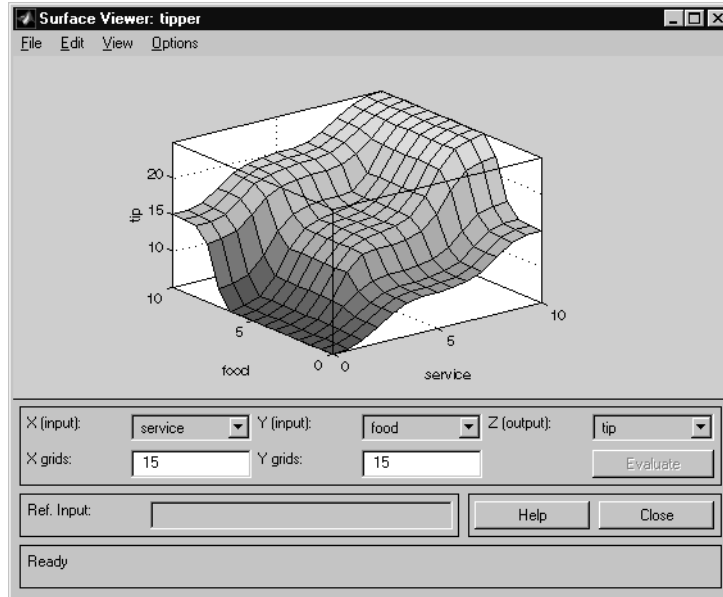 Surface Viewer: tipper
File Edit View Options
20
15
10
tip
10
5
0
food
0
5
10
service
X (input): service Y (input): food Z (output): tip
X grids: 15 Y grids: 15 Evaluate
Ref. Input: Help Close
Ready